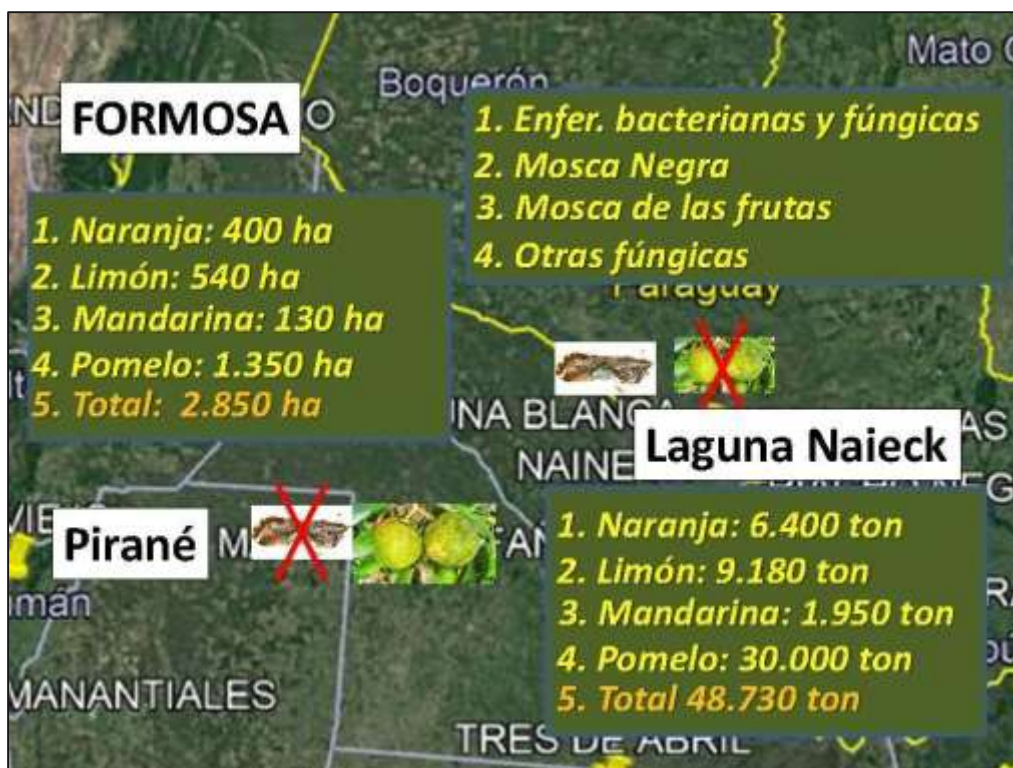 Mato
Boquerón
FORMOSA
1. Enfer. bacterianas y fúngicas
2. Mosca Negra
3. Mosca de las frutas
4. Otras fúngicas
1. Naranja: 400 ha
2. Limón: 540 ha
3. Mandarina: 130 ha
4. Pomelo: 1.350 ha
5. Total: 2.850 ha
Paraguay
Laguna Naieck
Pirané
1. Naranja: 6.400 ton
2. Limón: 9.180 ton
3. Mandarina: 1.950 ton
4. Pomelo: 30.000 ton
5. Total 48.730 ton
MANANTIALES
TRES DE ABRIL